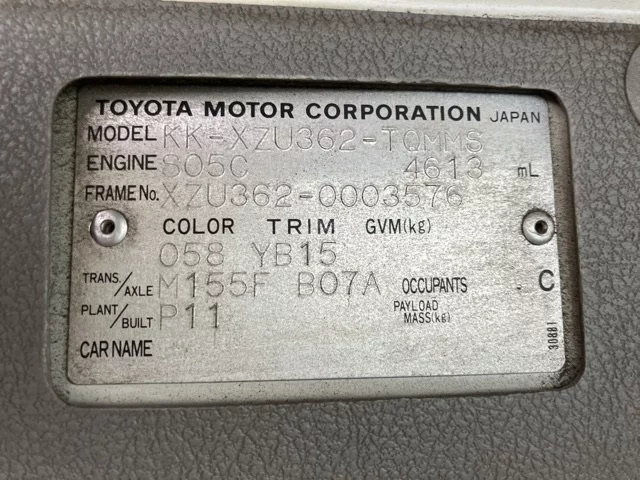 TOYOTA MOTOR CORPORATION JAPAN
MODEL KK-XZU362-TQMMS
ENGINE S05C 4613 mL
FRAME No. XZU362-0003576
COLOR TRIM GVM(kg)
058 YB15
TRANS./AXLE M155F B07A OCCUPANTS C
PLANT/BUILT P11 PAYLOAD MASS(kg)
CAR NAME
30881